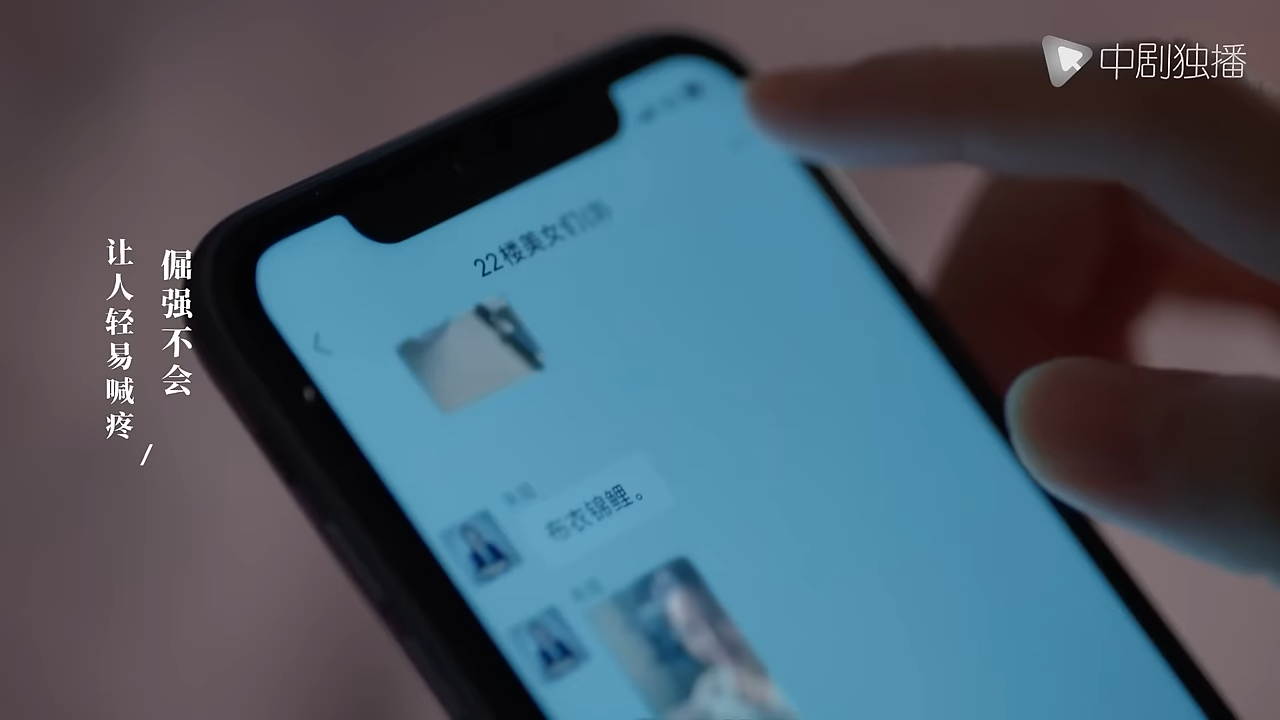 中剧独播
22楼美女们(3)
布衣锦鲤。
倔强不会
让人轻易喊疼/